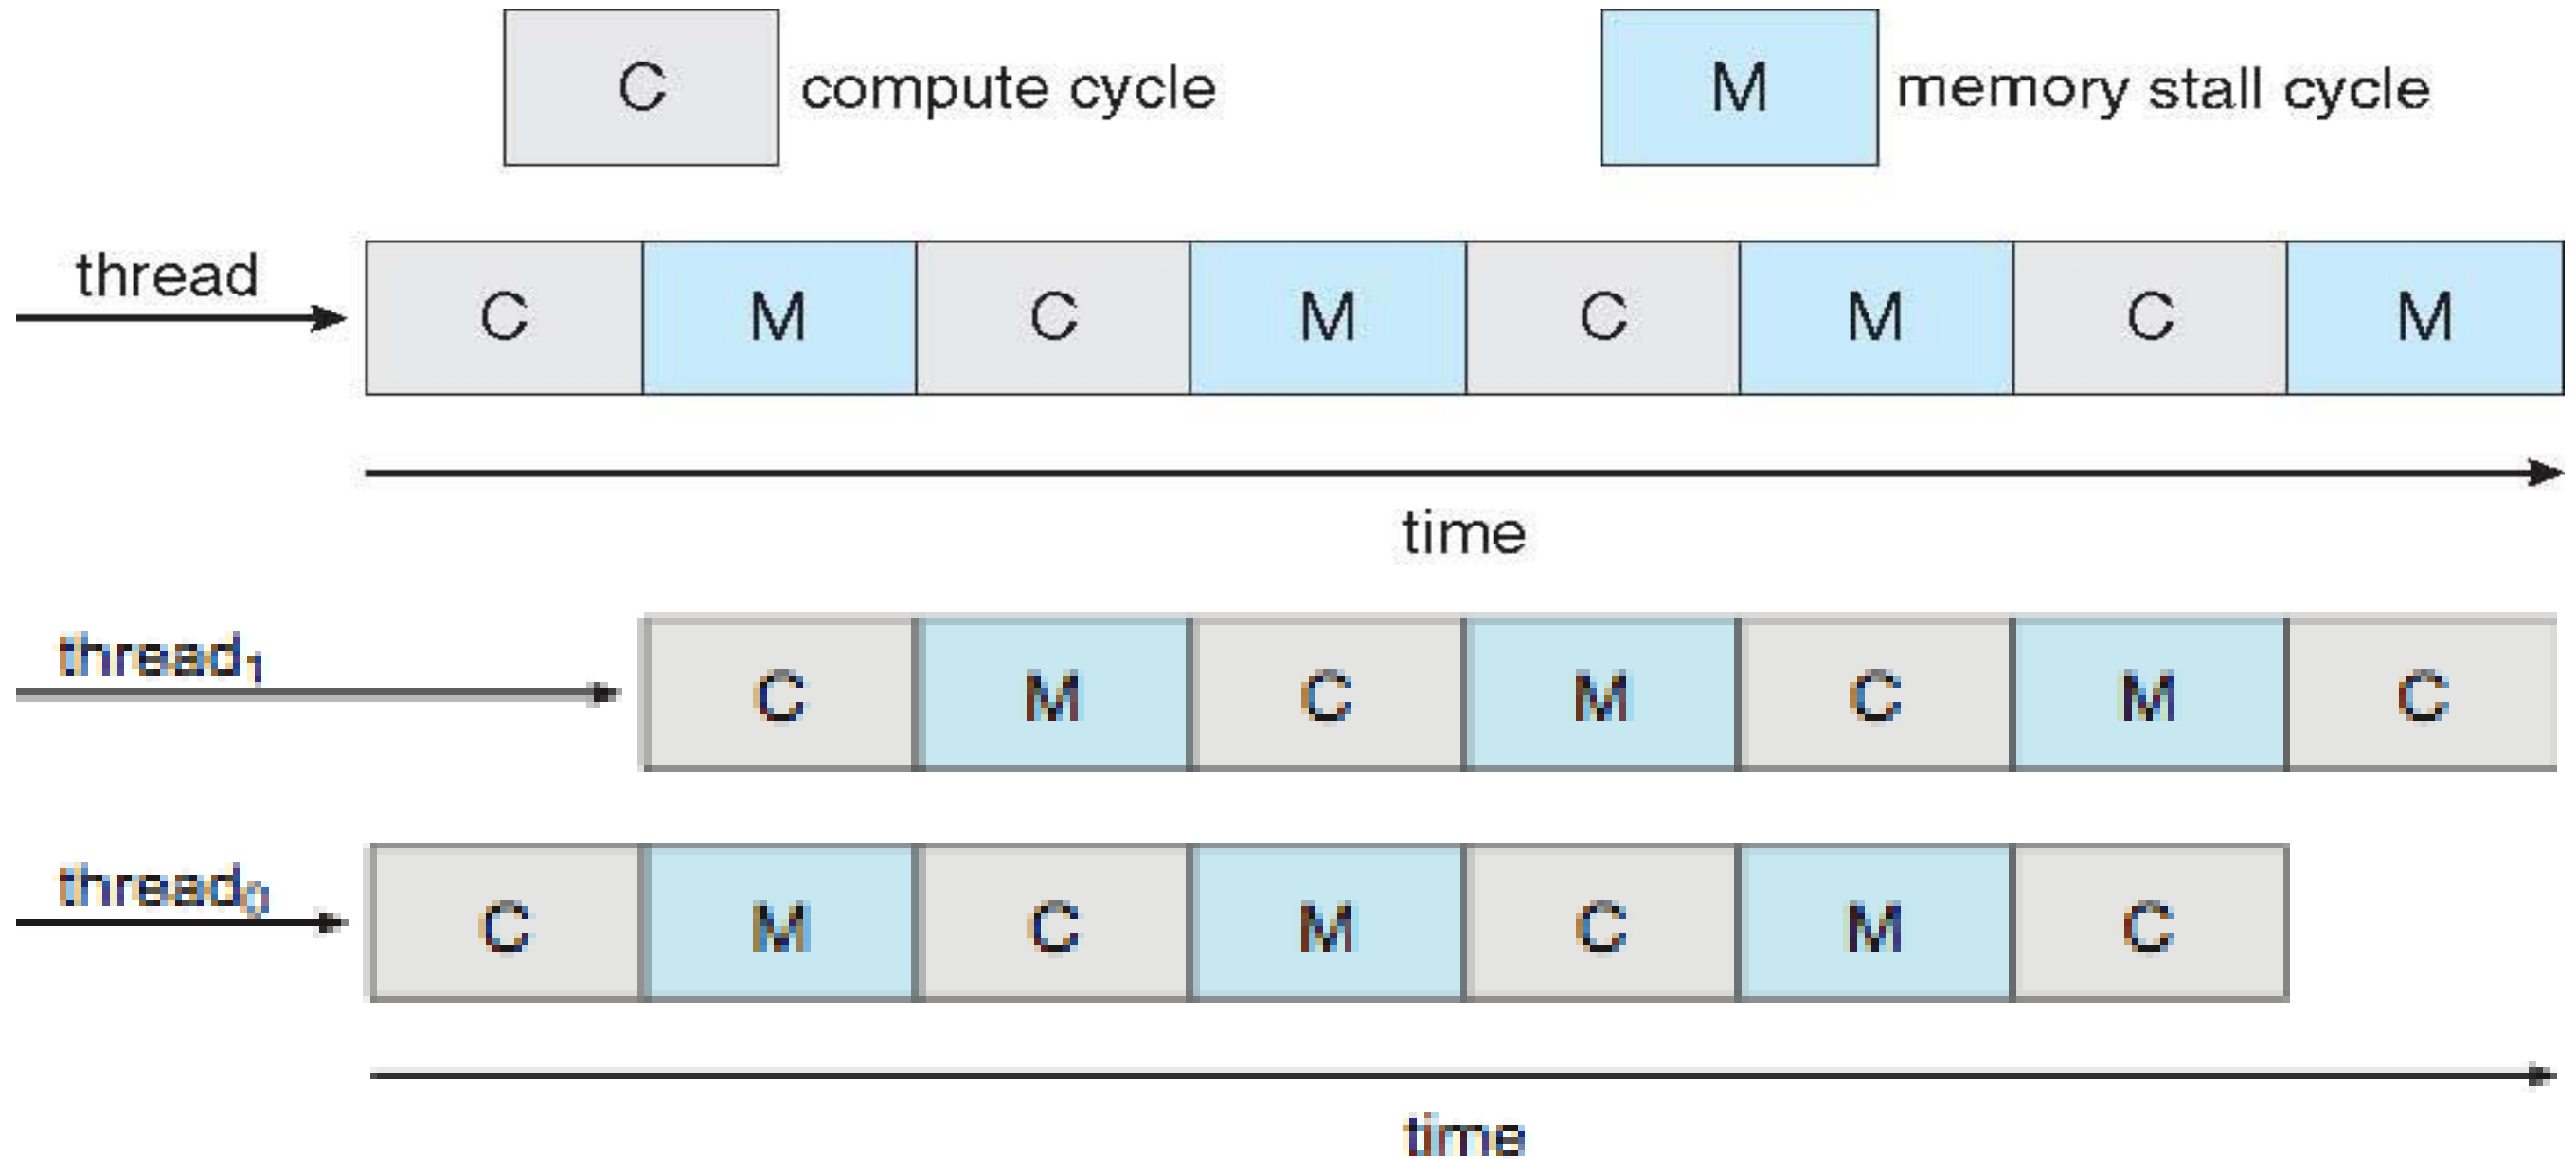 C compute cycle M memory stall cycle
thread
C M C M C M C M
time
thread1
C M C M C M C
thread0
C M C M C M C
time